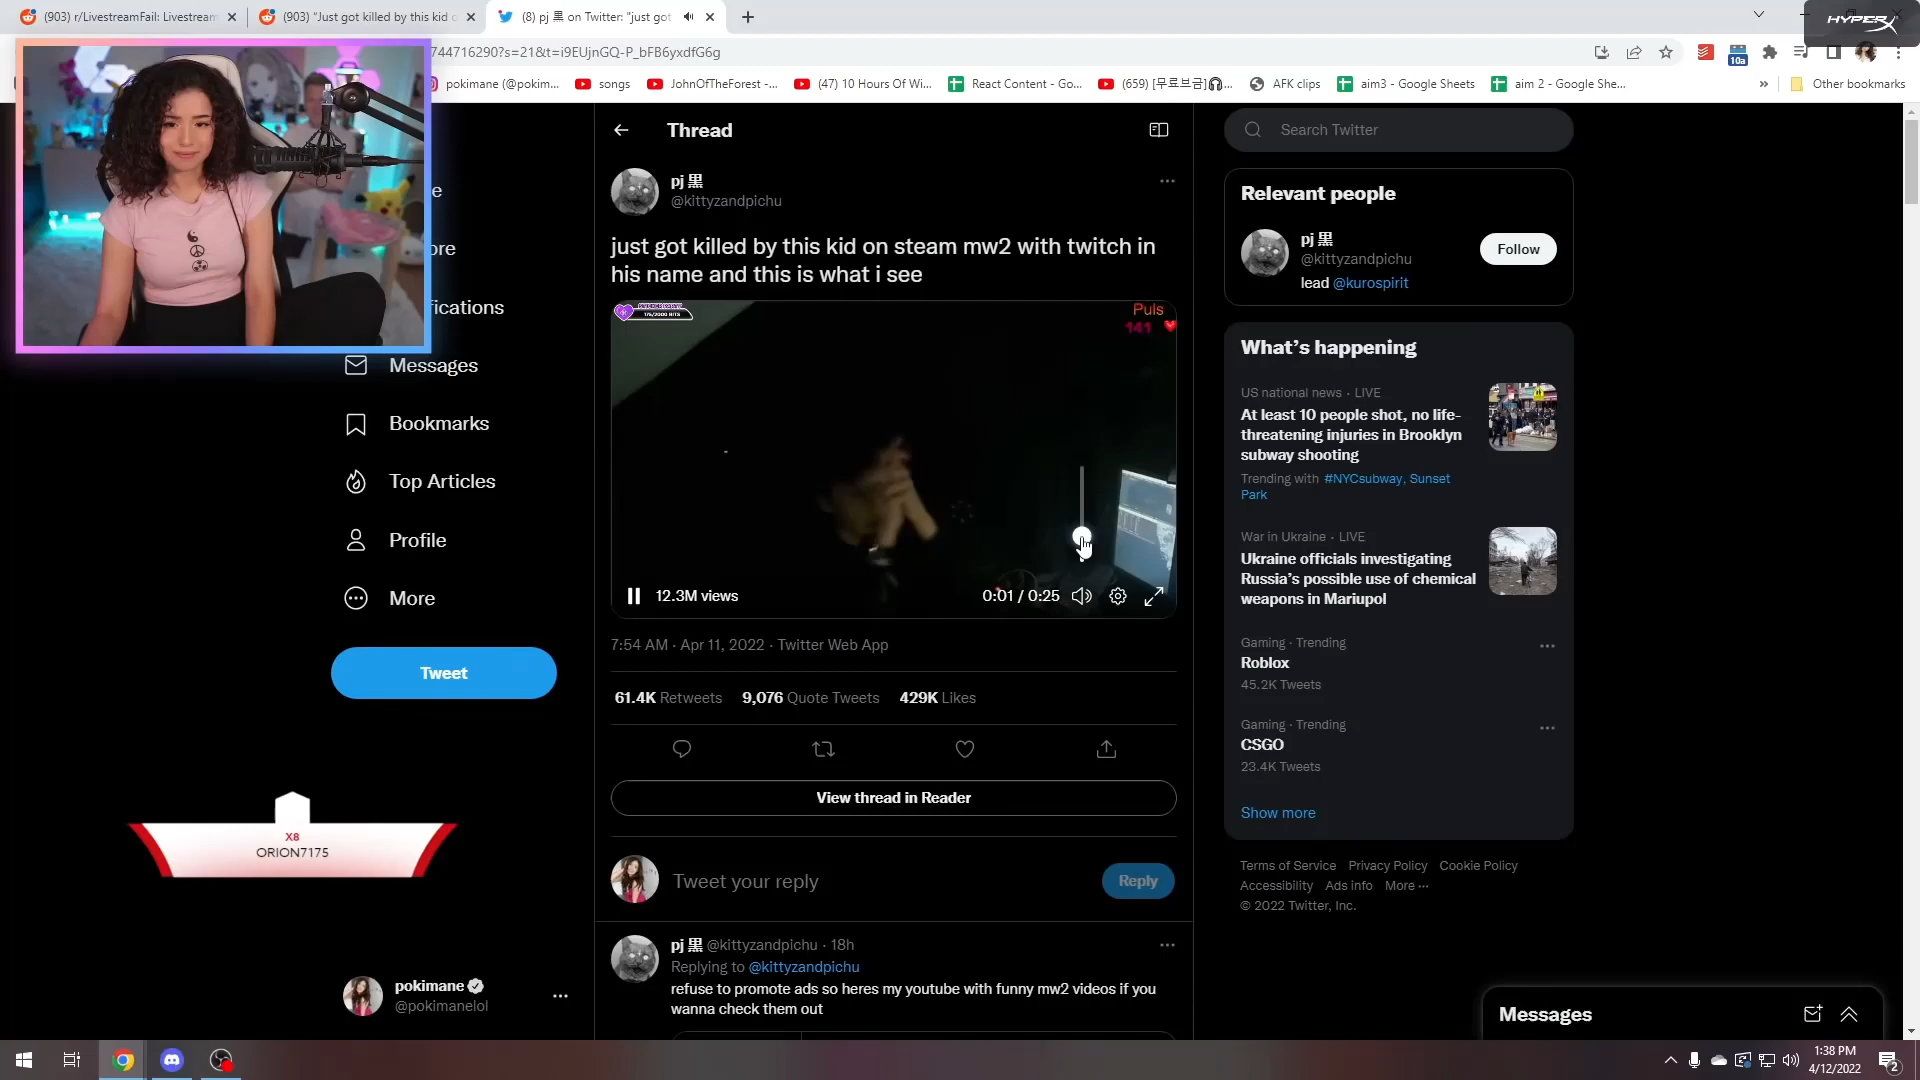 (903) r/LivestreamFail: Livestream
(903) "Just got killed by this kid o
(8) pj 黒 on Twitter: "just got
HYPERX
744716290?s=21&t=i9EUjnGQ-P_bFB6yxdfG6g
10a
pokimane (@pokim...
songs
JohnOfTheForest -...
(47) 10 Hours Of Wi...
React Content - Go...
(659) [무료브금]🎧...
AFK clips
aim3 - Google Sheets
aim 2 - Google She...
»
Other bookmarks
e
ore
ifications
Messages
Bookmarks
Top Articles
Profile
More
Tweet
X8
ORION7175
pokimane
@pokimanelol
Thread
pj 黒
@kittyzandpichu
just got killed by this kid on steam mw2 with twitch in
his name and this is what i see
Puls
141
12.3M views
0:01 / 0:25
7:54 AM · Apr 11, 2022 · Twitter Web App
61.4K Retweets 9,076 Quote Tweets 429K Likes
View thread in Reader
Tweet your reply
Reply
pj 黒 @kittyzandpichu · 18h
Replying to @kittyzandpichu
refuse to promote ads so heres my youtube with funny mw2 videos if you
wanna check them out
Search Twitter
Relevant people
pj 黒
@kittyzandpichu
Follow
lead @kurospirit
What's happening
US national news · LIVE
At least 10 people shot, no life-
threatening injuries in Brooklyn
subway shooting
Trending with #NYCsubway, Sunset
Park
War in Ukraine · LIVE
Ukraine officials investigating
Russia's possible use of chemical
weapons in Mariupol
Gaming · Trending
Roblox
45.2K Tweets
Gaming · Trending
CSGO
23.4K Tweets
Show more
Terms of Service Privacy Policy Cookie Policy
Accessibility Ads info More ···
© 2022 Twitter, Inc.
Messages
1:38 PM
4/12/2022
2